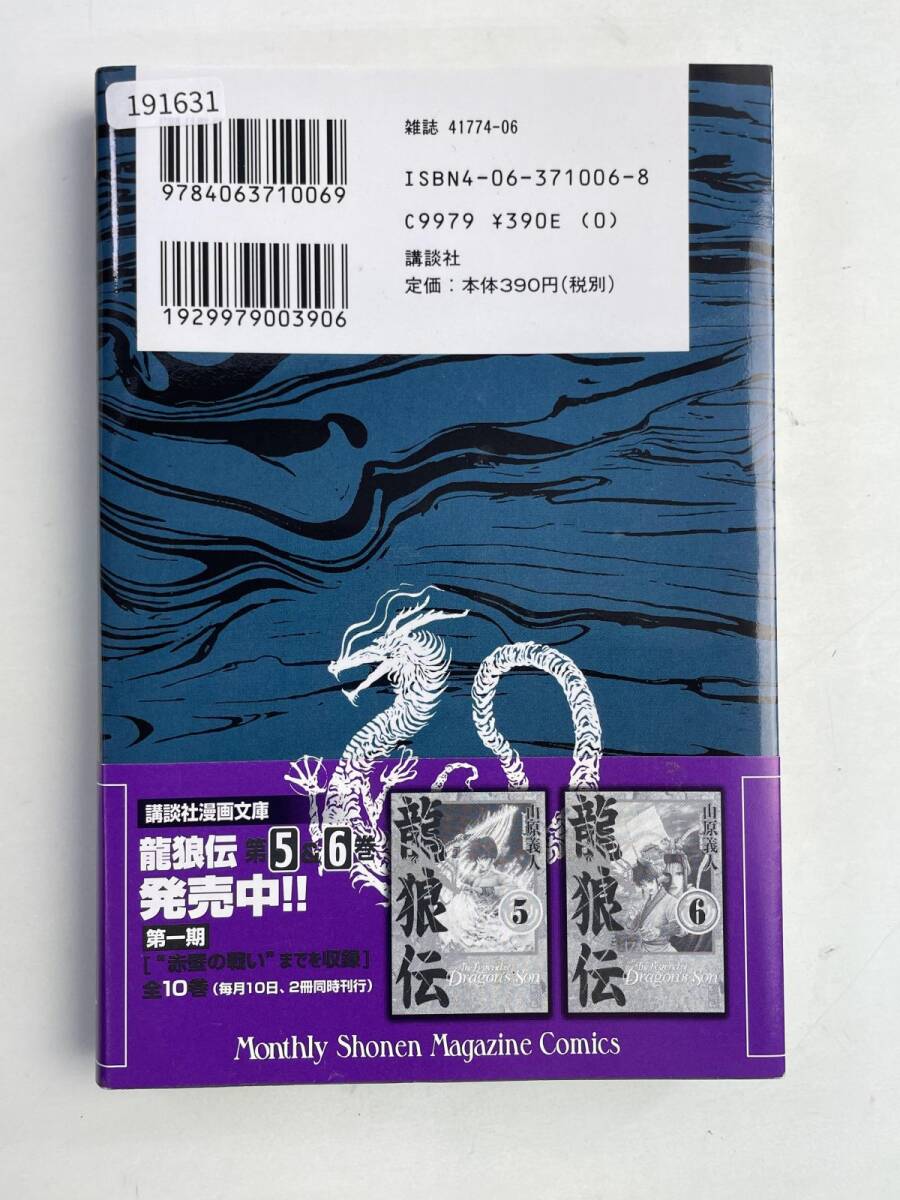 191631
9784063710069
1929979003906
雑誌 41774-06
ISBN4-06-371006-8
C9979 ¥390E (0)
講談社
定価：本体390円(税別)
講談社漫画文庫
龍狼伝 第5&6巻
発売中!!
第一期
[“赤壁の戦い”までを収録]
全10巻(毎月10日、2冊同時刊行)
山原義人
龍狼伝
5
The Legend of
Dragon's Son
山原義人
龍狼伝
6
The Legend of
Dragon's Son
Monthly Shonen Magazine Comics